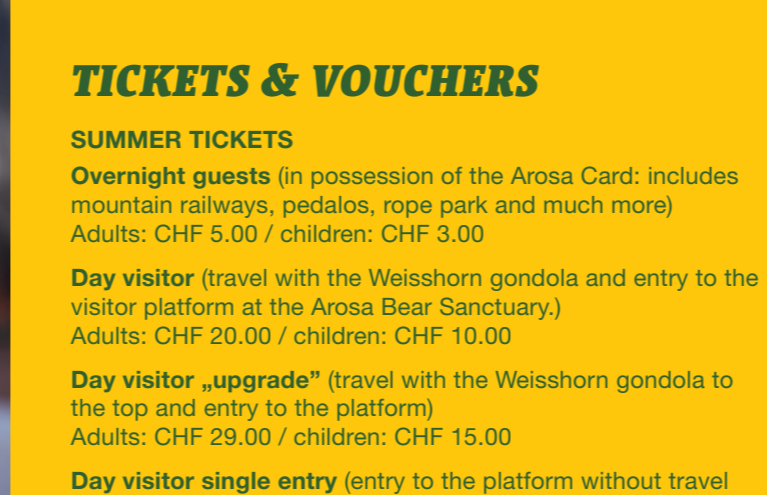 TICKETS & VOUCHERS
SUMMER TICKETS
Overnight guests (in possession of the Arosa Card: includes
mountain railways, pedalos, rope park and much more)
Adults: CHF 5.00 / children: CHF 3.00
Day visitor (travel with the Weisshorn gondola and entry to the
visitor platform at the Arosa Bear Sanctuary.)
Adults: CHF 20.00 / children: CHF 10.00
Day visitor „upgrade” (travel with the Weisshorn gondola to
the top and entry to the platform)
Adults: CHF 29.00 / children: CHF 15.00
Day visitor single entry (entry to the platform without travel